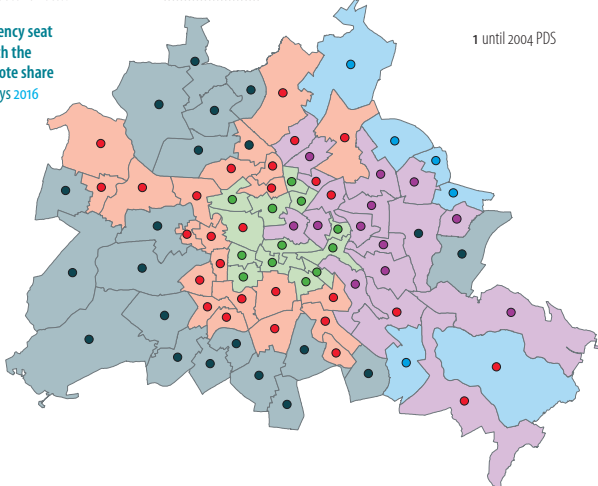 ency seat
h the
ote share
ys 2016
1 until 2004 PDS